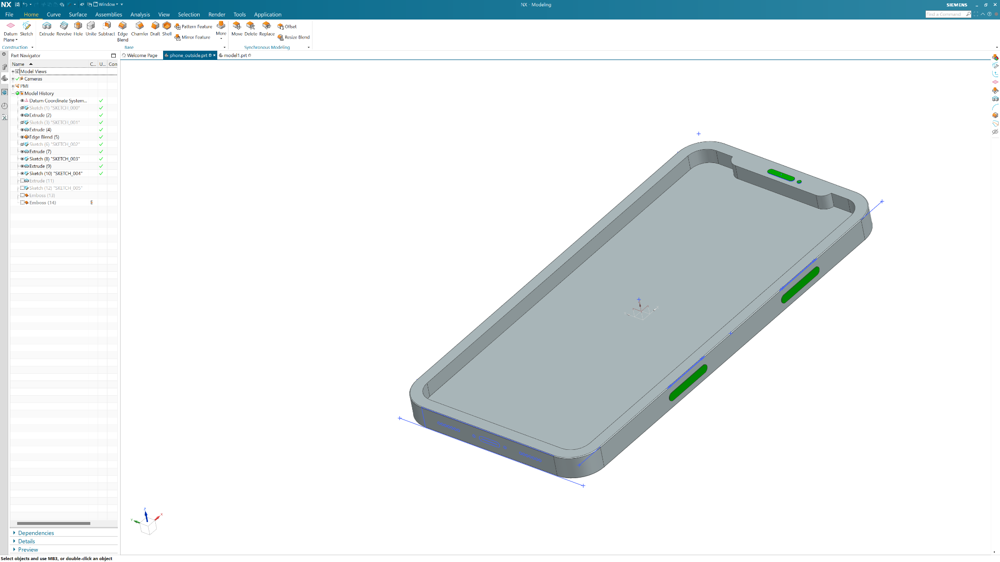 NX
Window
NX - Modeling
SIEMENS
File Home Curve Surface Assemblies Analysis View Selection Render Tools Application
Find a Command
Datum Plane
Sketch
Extrude
Revolve
Hole
Unite
Subtract
Edge Blend
Chamfer
Draft
Shell
Pattern Feature
Mirror Feature
More
Move
Delete
Replace
Offset
Resize Blend
Construction
Base
Synchronous Modeling
Part Navigator
Welcome Page
phone_outside.prt
model1.prt
Name C... U... Con
Model Views
Cameras
PMI
Model History
Datum Coordinate System...
Sketch (1) "SKETCH_000"
Extrude (2)
Sketch (3) "SKETCH_001"
Extrude (4)
Edge Blend (5)
Sketch (6) "SKETCH_002"
Extrude (7)
Sketch (8) "SKETCH_003"
Extrude (9)
Sketch (10) "SKETCH_004"
Extrude (11)
Sketch (12) "SKETCH_005"
Emboss (13)
Emboss (14)
Z
X
Y
Dependencies
Details
Preview
Select objects and use MB3, or double-click an object